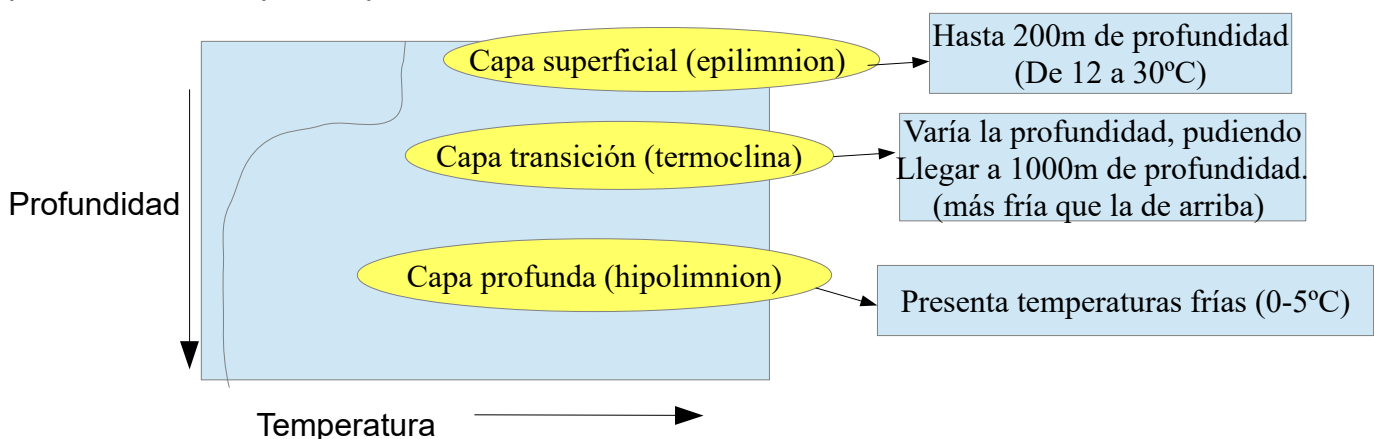 Capa superficial (epilimnion)
Hasta 200m de profundidad
(De 12 a 30ºC)
Capa transición (termoclina)
Varía la profundidad, pudiendo
Llegar a 1000m de profundidad.
(más fría que la de arriba)
Profundidad
Capa profunda (hipolimnion)
Presenta temperaturas frías (0-5ºC)
Temperatura